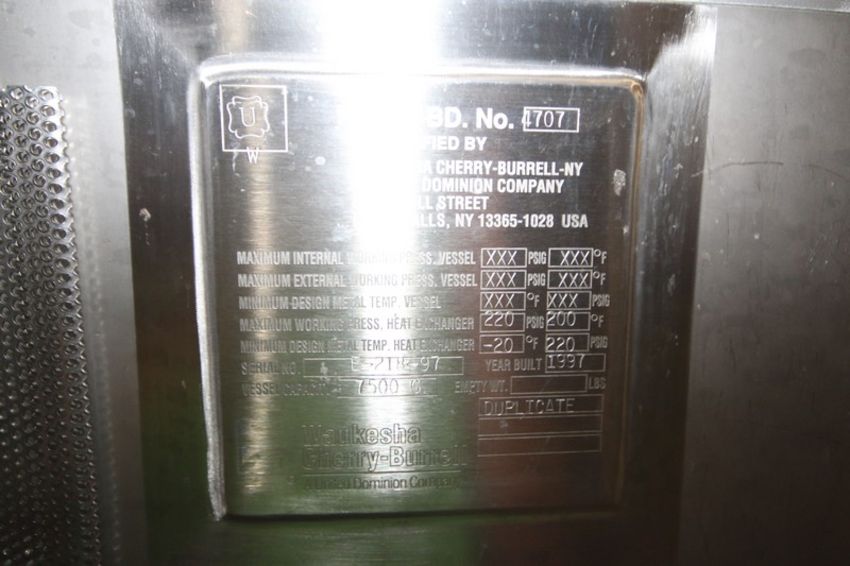 U
W
BD. No. 4707
FIED BY
A CHERRY-BURRELL-NY
DOMINION COMPANY
LL STREET
ALLS, NY 13365-1028 USA
MAXIMUM INTERNAL WORKING PRESS. VESSEL XXX PSIG XXX °F
MAXIMUM EXTERNAL WORKING PRESS. VESSEL XXX PSIG XXX °F
MINIMUM DESIGN METAL TEMP. VESSEL XXX °F XXX PSIG
MAXIMUM WORKING PRESS. HEAT EXCHANGER 220 PSIG 200 °F
MINIMUM DESIGN METAL TEMP. HEAT EXCHANGER -20 °F 220 PSIG
SERIAL NO. YEAR BUILT 1997
VESSEL CAPACITY 7500 G. EMPTY WT. LBS
DUPLICATE
Waukesha
Cherry-Burrell
A United Dominion Company